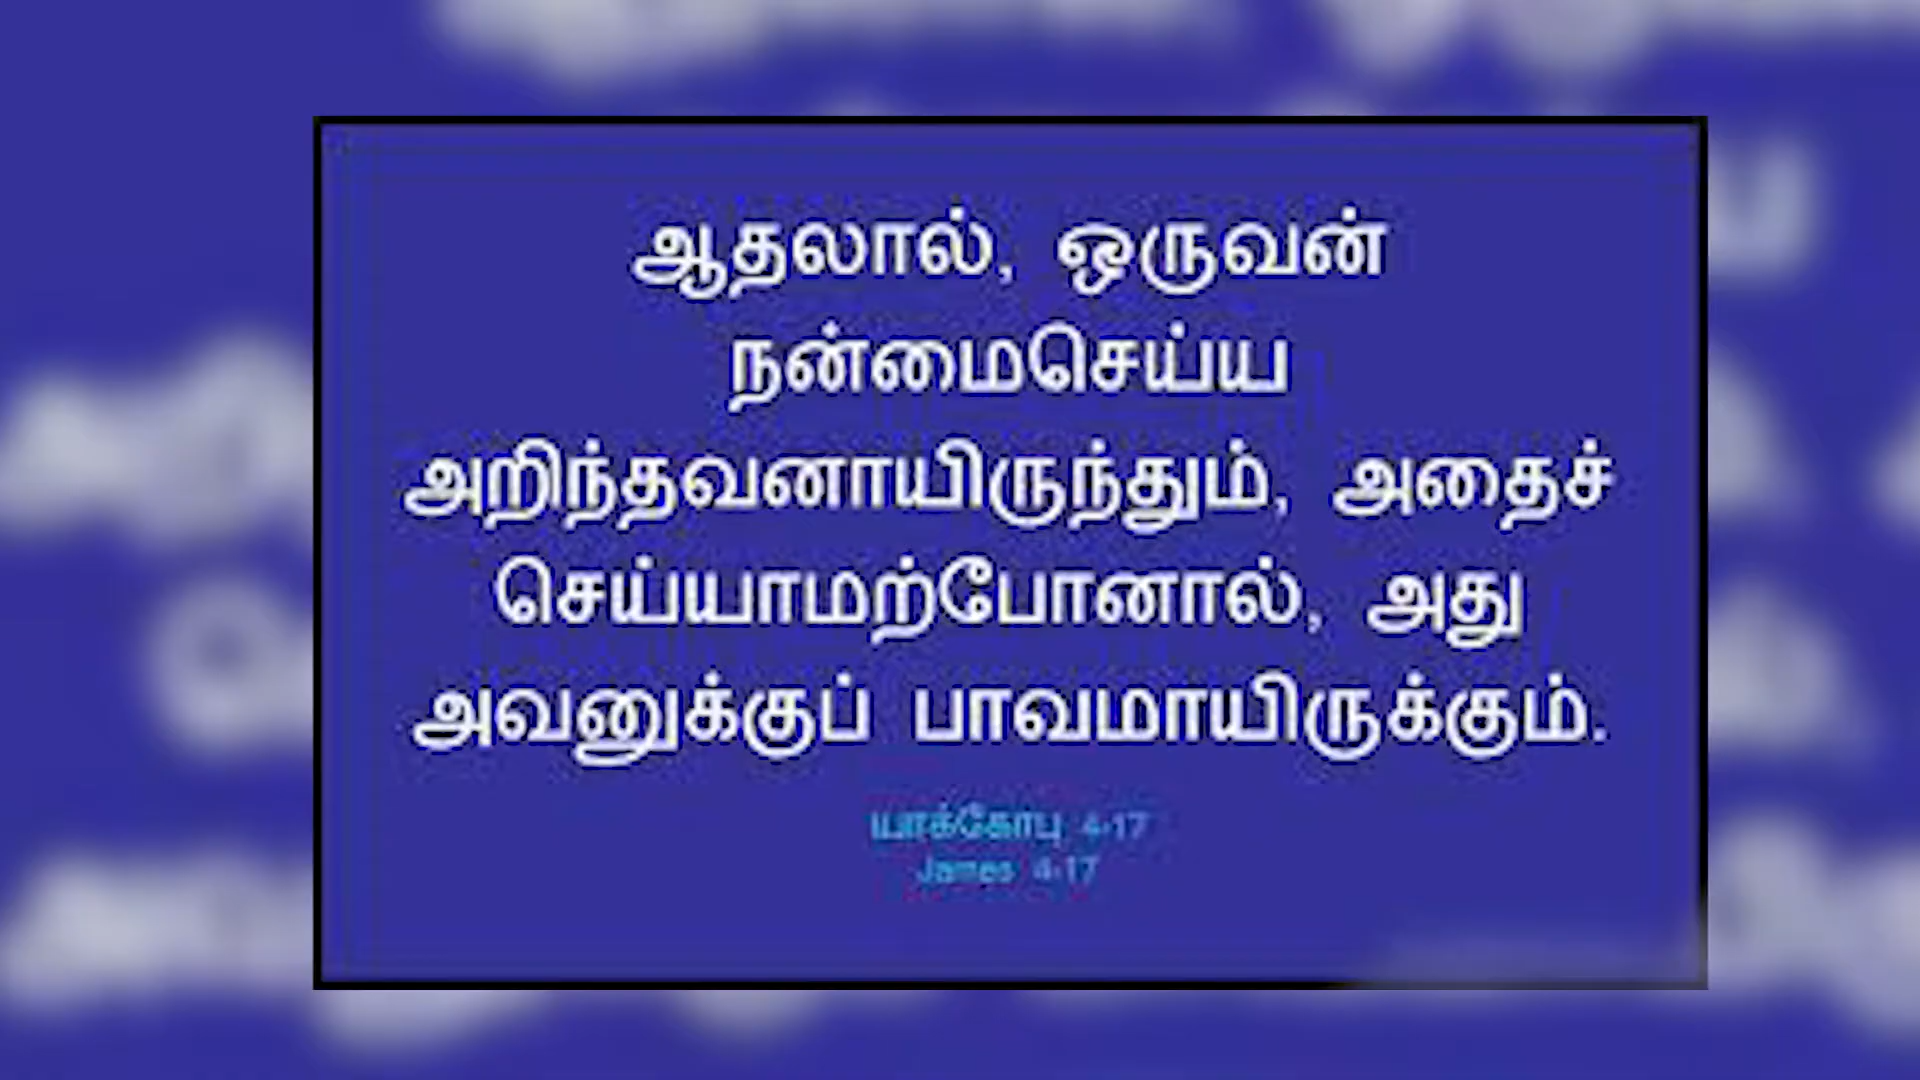 ஆதலால், ஒருவன்
நன்மைசெய்ய
அறிந்தவனாயிருந்தும், அதைச்
செய்யாமற்போனால், அது
அவனுக்குப் பாவமாயிருக்கும்.
யாக்கோபு 4-17
James 4-17